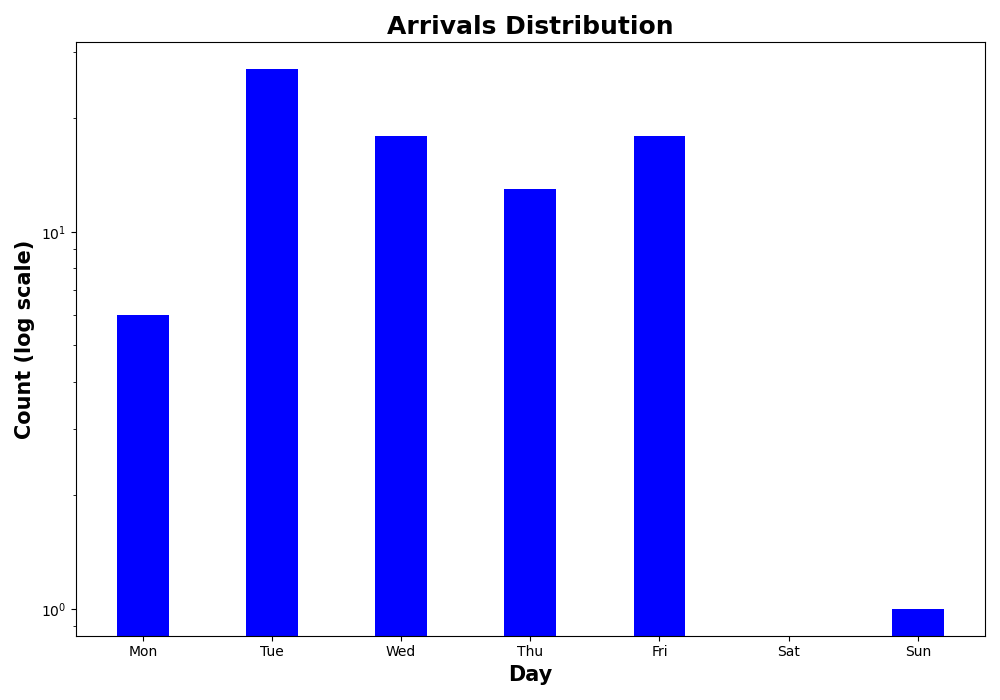 Arrivals Distribution
Count (log scale)
10¹
10⁰
Mon Tue Wed Thu Fri Sat Sun
Day